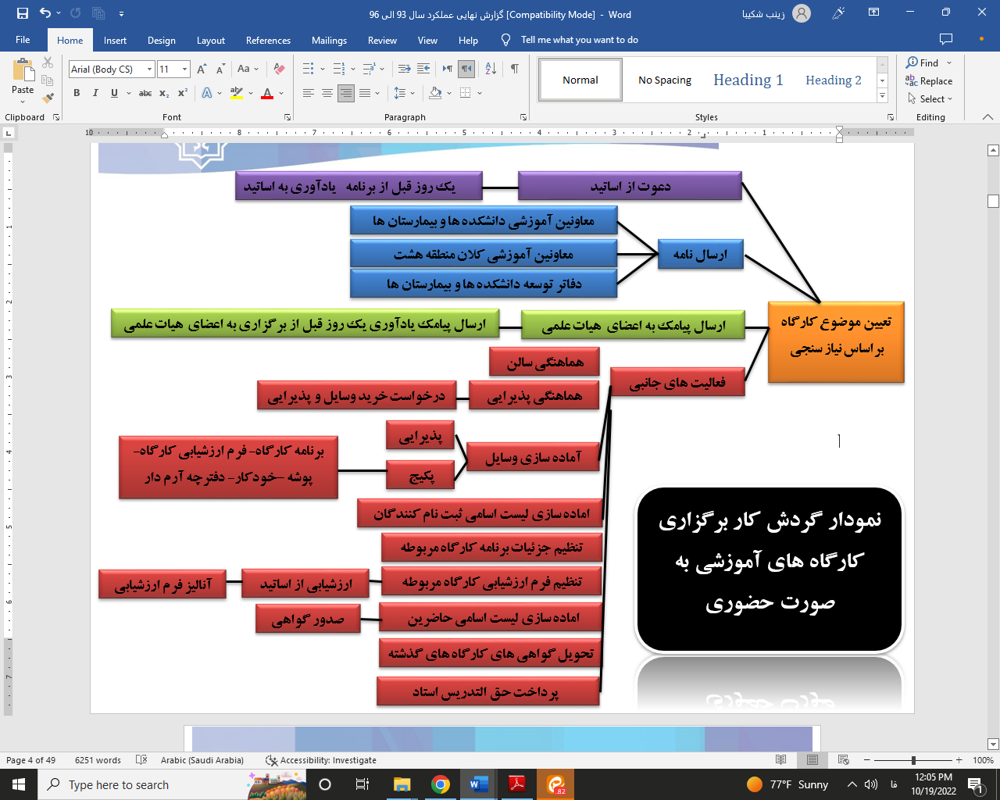 گزارش نهایی عملکرد سال 93 الی 96 [Compatibility Mode] - Word
زینب شکیبا
File Home Insert Design Layout References Mailings Review View Help Tell me what you want to do
Paste
Arial (Body CS) 11
Normal
No Spacing
Heading 1
Heading 2
Find
Replace
Select
Clipboard Font Paragraph Styles Editing
10 9 8 7 6 5 4 3 2 1
دعوت از اساتید
یک روز قبل از برنامه یادآوری به اساتید
معاونین آموزشی دانشکده ها و بیمارستان ها
ارسال نامه
معاونین آموزشی کلان منطقه هشت
دفاتر توسعه دانشکده ها و بیمارستان ها
تعیین موضوع کارگاه
بر اساس نیاز سنجی
ارسال پیامک به اعضای هیات علمی
ارسال پیامک یادآوری یک روز قبل از برگزاری به اعضای هیات علمی
هماهنگی سالن
فعالیت های جانبی
هماهنگی پذیرایی
درخواست خرید وسایل و پذیرایی
پذیرایی
آماده سازی وسایل
پکیج
برنامه کارگاه- فرم ارزشیابی کارگاه-
پوشه –خودکار- دفترچه آرم دار
اماده سازی لیست اسامی ثبت نام کنندگان
تنظیم جزئیات برنامه کارگاه مربوطه
تنظیم فرم ارزشیابی کارگاه مربوطه
ارزشیابی از اساتید
آنالیز فرم ارزشیابی
اماده سازی لیست اسامی حاضرین
صدور گواهی
تحویل گواهی های کارگاه های گذشته
پرداخت حق التدریس استاد
نمودار گردش کار برگزاری
کارگاه های آموزشی به
صورت حضوری
1
2
3
4
5
6
7
Page 4 of 49 6251 words Arabic (Saudi Arabia) Accessibility: Investigate 100%
Type here to search
.82
77°F Sunny
فا
12:05 PM
10/19/2022
1